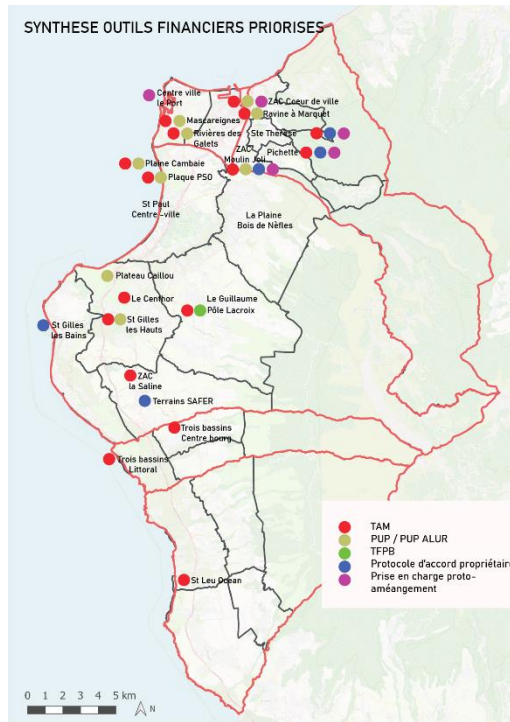 SYNTHESE OUTILS FINANCIERS PRIORISES
Centre ville
le Port
ZAC Cœur de ville
Mascareignes
Ravine à Marquet
Rivières des
Galets
Ste Thérèse
ZAC
Moulin Joli
Pichette
Plaine Cambaie
Plaque PSO
St Paul
Centre -ville
La Plaine
Bois de Nèfles
Plateau Caillou
Le Centhor
Le Guillaume
Pôle Lacroix
St Gilles
les Bains
St Gilles
les Hauts
ZAC
la Saline
Terrains SAFER
Trois bassins
Centre bourg
Trois bassins
Littoral
St Leu Ocean
TAM
PUP / PUP ALUR
TFPB
Protocole d'accord propriétaire
Prise en charge proto-
améangement
0 1 2 3 4 5 km
N